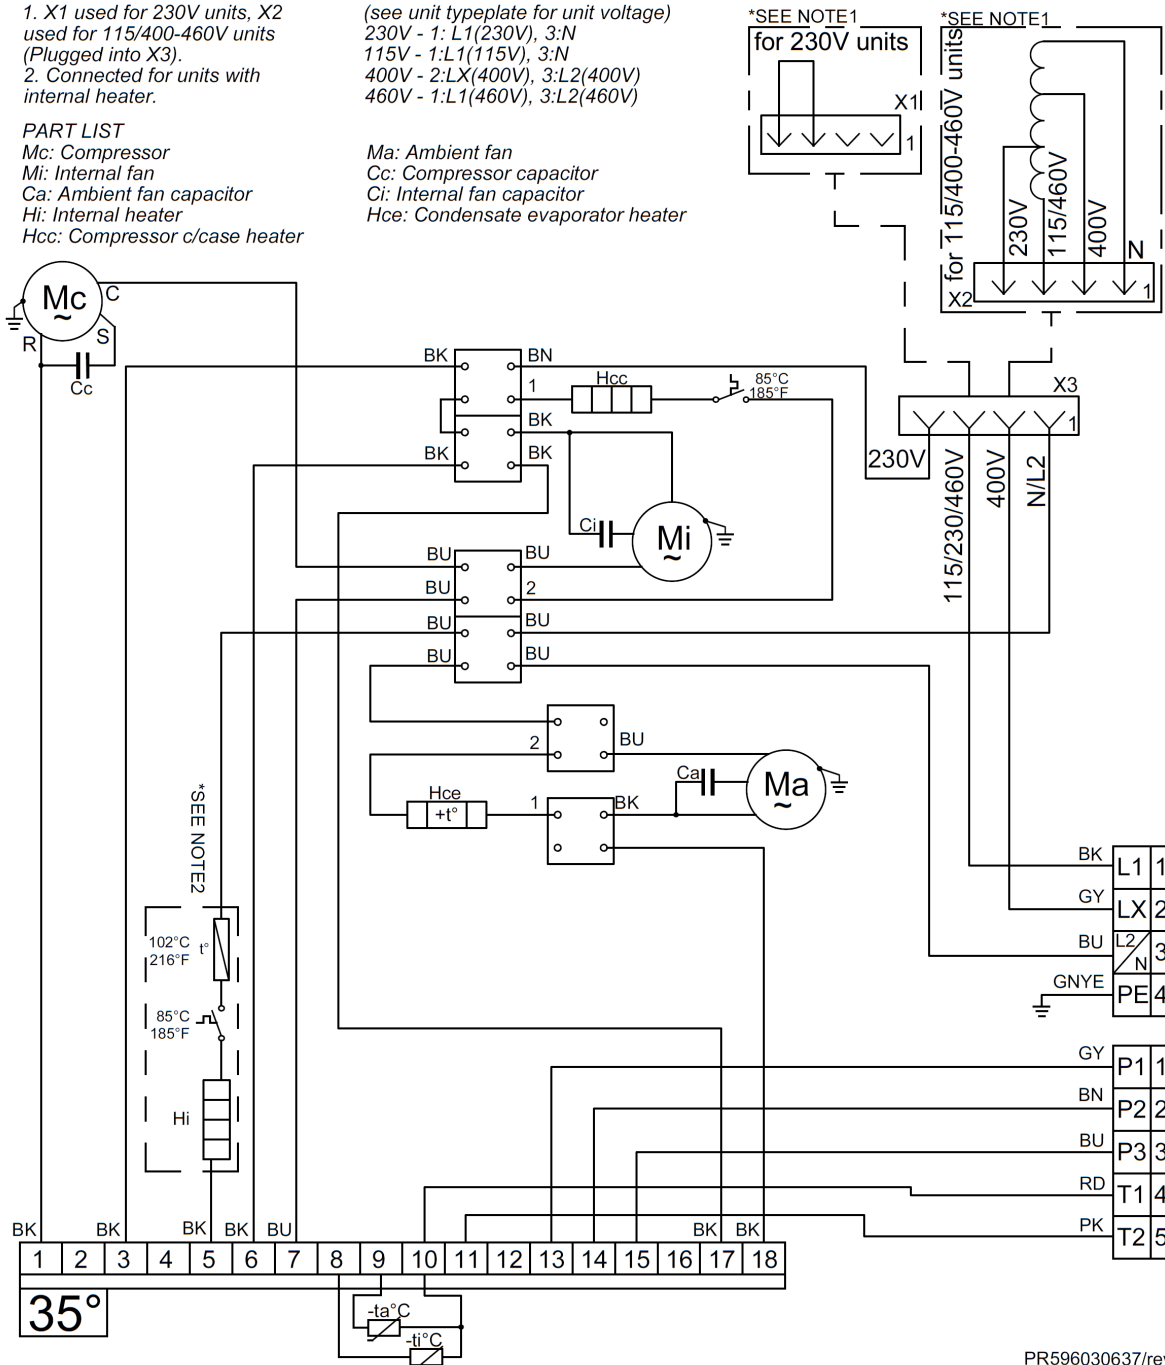 1. X1 used for 230V units, X2
used for 115/400-460V units
(Plugged into X3).
2. Connected for units with
internal heater.
(see unit typeplate for unit voltage)
230V - 1: L1(230V), 3:N
115V - 1:L1(115V), 3:N
400V - 2:LX(400V), 3:L2(400V)
460V - 1:L1(460V), 3:L2(460V)
PART LIST
Mc: Compressor
Mi: Internal fan
Ca: Ambient fan capacitor
Hi: Internal heater
Hcc: Compressor c/case heater
Ma: Ambient fan
Cc: Compressor capacitor
Ci: Internal fan capacitor
Hce: Condensate evaporator heater
*SEE NOTE1
for 230V units
X1
1
*SEE NOTE1
for 115/400-460V units
230V
115/460V
400V
N
X2
1
Mc
~
C
R
S
Cc
BK
BN
1
Hcc
85°C
185°F
BK
BK
BK
X3
1
230V
115/230/460V
400V
N/L2
Ci
Mi
~
BU
BU
BU
2
BU
BU
BU
BU
2
BU
Ca
Ma
~
Hce
+t°
1
BK
*SEE NOTE2
102°C
216°F
t°
85°C
185°F
Hi
BK
L1
1
GY
LX
2
BU
L2
N
3
GNYE
PE
4
GY
P1
1
BN
P2
2
BU
P3
3
RD
T1
4
PK
T2
5
BK
BK
BK
BK
BU
BK
BK
1 2 3 4 5 6 7 8 9 10 11 12 13 14 15 16 17 18
35°
-ta°C
-ti°C
PR596030637/rev